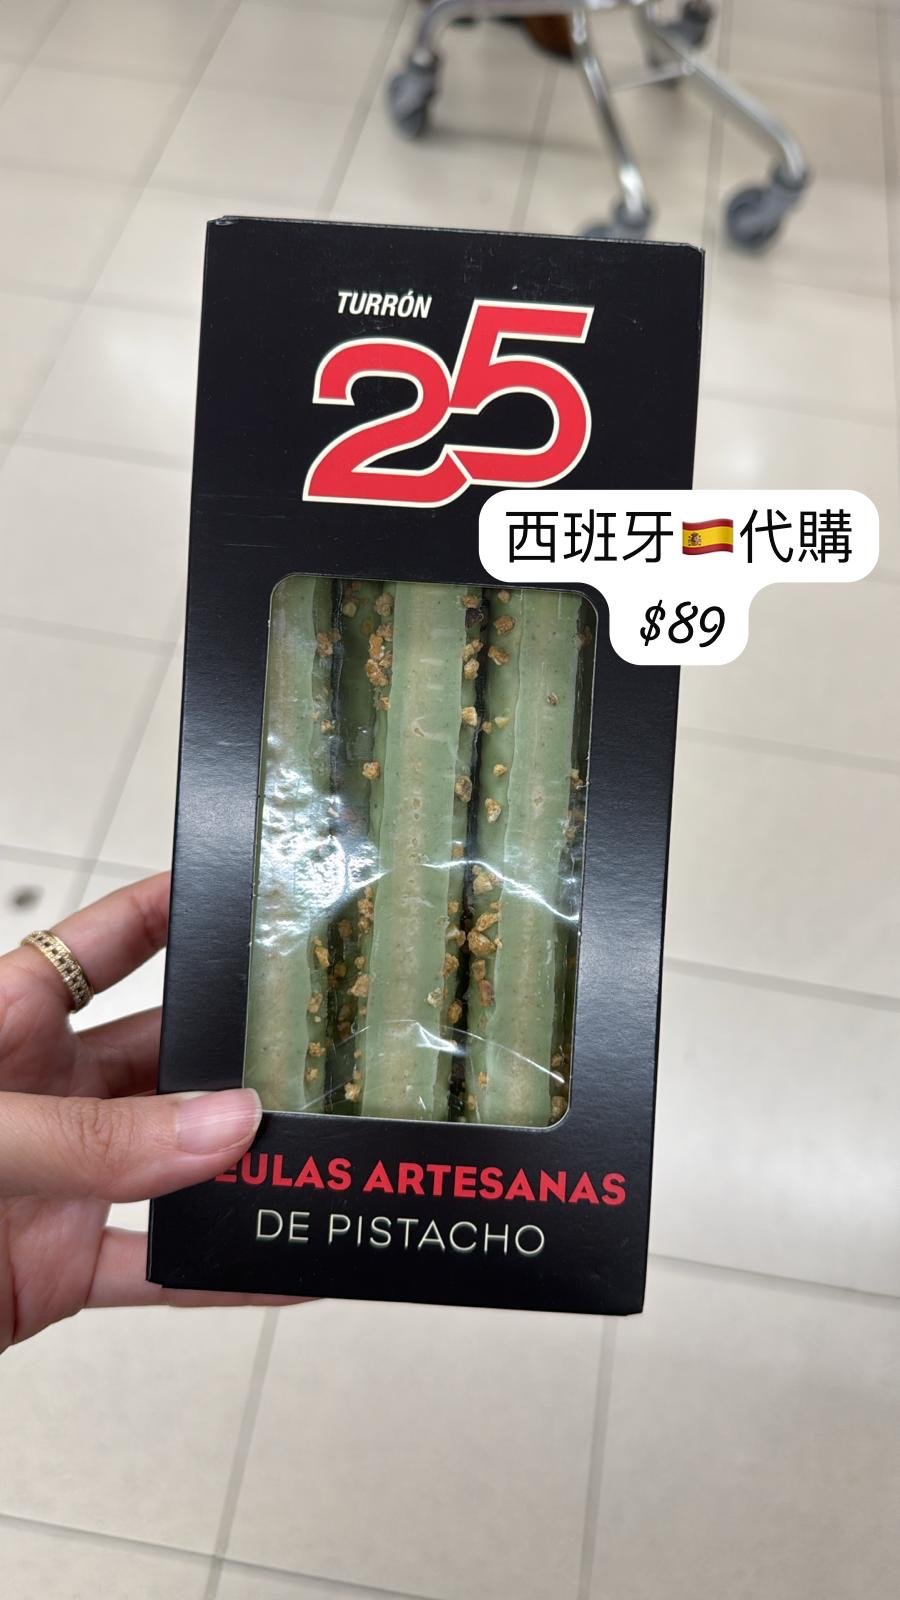 TURRÓN
25
西班牙🇪🇸代購
$89
ARTESANAS
DE PISTACHO